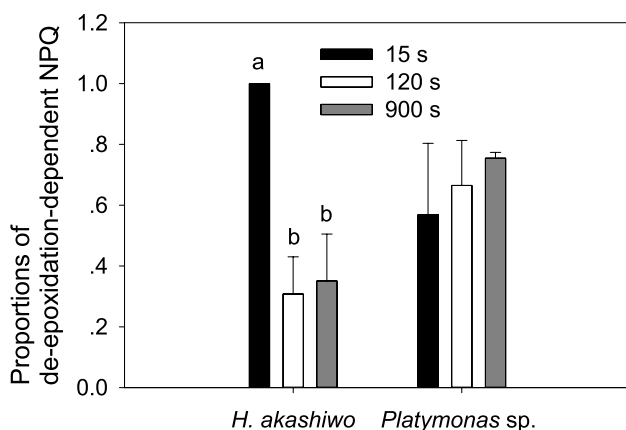 Proportions of
de-epoxidation-dependent NPQ
1.2
1.0
.8
.6
.4
.2
0.0
15 s
120 s
900 s
a
b
b
H. akashiwo
Platymonas sp.